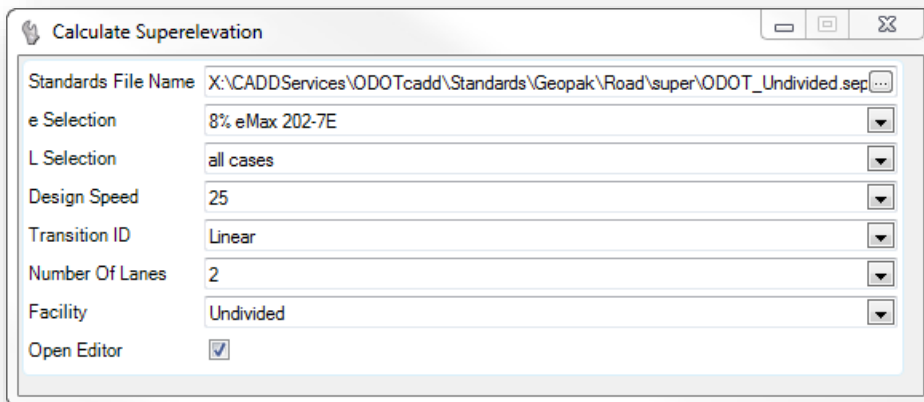 Calculate Superelevation
Standards File Name X:\CADDServices\ODOTcadd\Standards\Geopak\Road\super\ODOT_Undivided.sep ...
e Selection 8% eMax 202-7E
L Selection all cases
Design Speed 25
Transition ID Linear
Number Of Lanes 2
Facility Undivided
Open Editor